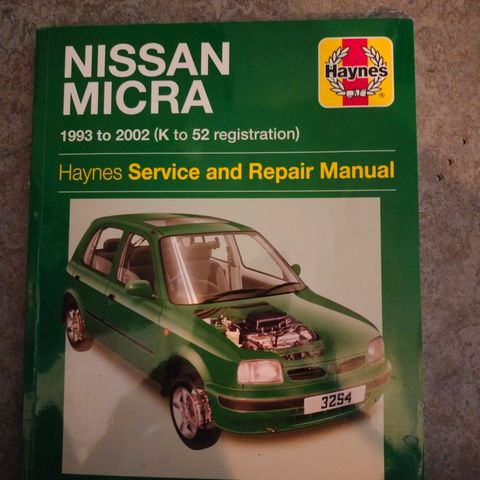 NISSAN
MICRA
Haynes
®
1993 to 2002 (K to 52 registration)
Haynes Service and Repair Manual
3254